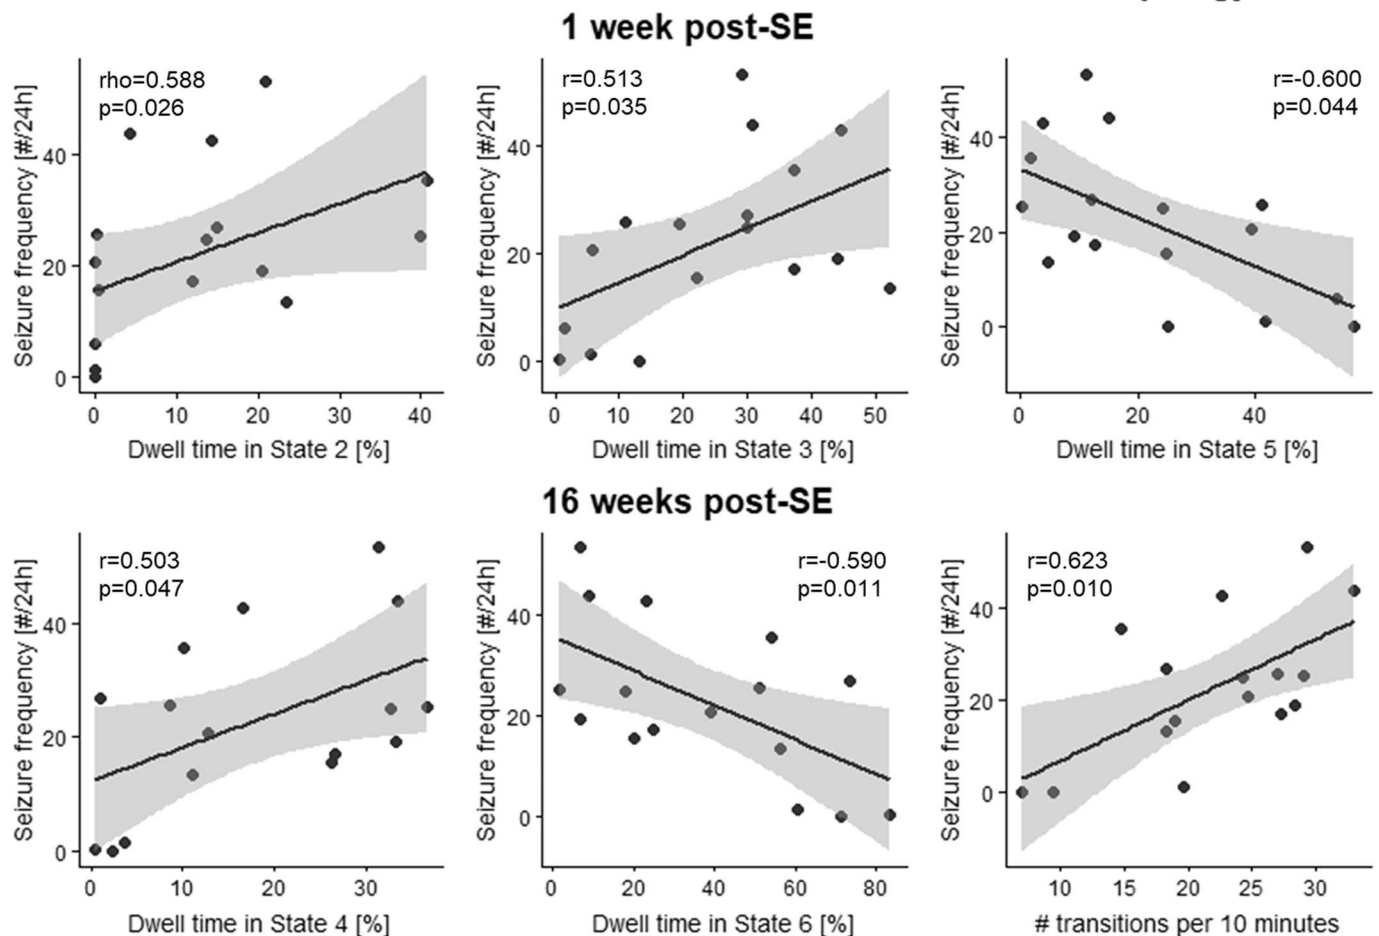 1 week post-SE
rho=0.588
p=0.026
Seizure frequency [#/24h]
40
20
0
0 10 20 30 40
Dwell time in State 2 [%]
r=0.513
p=0.035
Seizure frequency [#/24h]
40
20
0
0 10 20 30 40 50
Dwell time in State 3 [%]
r=-0.600
p=0.044
Seizure frequency [#/24h]
40
20
0
0 20 40
Dwell time in State 5 [%]
16 weeks post-SE
r=0.503
p=0.047
Seizure frequency [#/24h]
40
20
0
0 10 20 30
Dwell time in State 4 [%]
r=-0.590
p=0.011
Seizure frequency [#/24h]
40
20
0
0 20 40 60 80
Dwell time in State 6 [%]
r=0.623
p=0.010
Seizure frequency [#/24h]
40
20
0
10 15 20 25 30
# transitions per 10 minutes